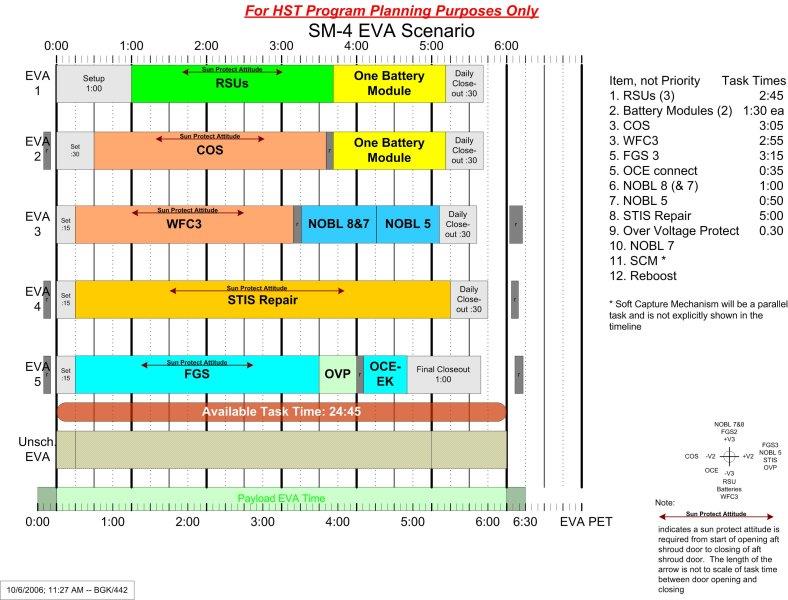 For HST Program Planning Purposes Only
SM-4 EVA Scenario
0:00 1:00 2:00 3:00 4:00 5:00 6:00
EVA 1
Setup
1:00
Sun Protect Attitude
RSUs
One Battery
Module
Daily
Close-
out :30
EVA 2
r
Set
:30
Sun Protect Attitude
COS
r
One Battery
Module
Daily
Close-
out :30
EVA 3
Set
:15
Sun Protect Attitude
WFC3
r
NOBL 8&7
NOBL 5
Daily
Close-
out :30
r
EVA 4
r
Set
:15
Sun Protect Attitude
STIS Repair
Daily
Close-
out :30
r
EVA 5
r
Set
:15
Sun Protect Attitude
FGS
OVP
r
OCE-
EK
Final Closeout
1:00
r
Available Task Time: 24:45
Unsch.
EVA
Payload EVA Time
0:00 1:00 2:00 3:00 4:00 5:00 6:00 6:30 EVA PET
Item, not Priority Task Times
1. RSUs (3) 2:45
2. Battery Modules (2) 1:30 ea
3. COS 3:05
3. WFC3 2:55
5. FGS 3 3:15
5. OCE connect 0:35
6. NOBL 8 (& 7) 1:00
7. NOBL 5 0:50
8. STIS Repair 5:00
9. Over Voltage Protect 0.30
10. NOBL 7
11. SCM *
12. Reboost
* Soft Capture Mechanism will be a parallel
task and is not explicitly shown in the
timeline
NOBL 7&8
FGS2
+V3
COS -V2 +V2
FGS3
NOBL 5
STIS
OVP
OCE
-V3
RSU
Batteries
WFC3
Note:
Sun Protect Attitude
indicates a sun protect attitude is
required from start of opening aft
shroud door to closing of aft
shroud door. The length of the
arrow is not to scale of task time
between door opening and
closing
10/6/2006; 11:27 AM -- BGK/442